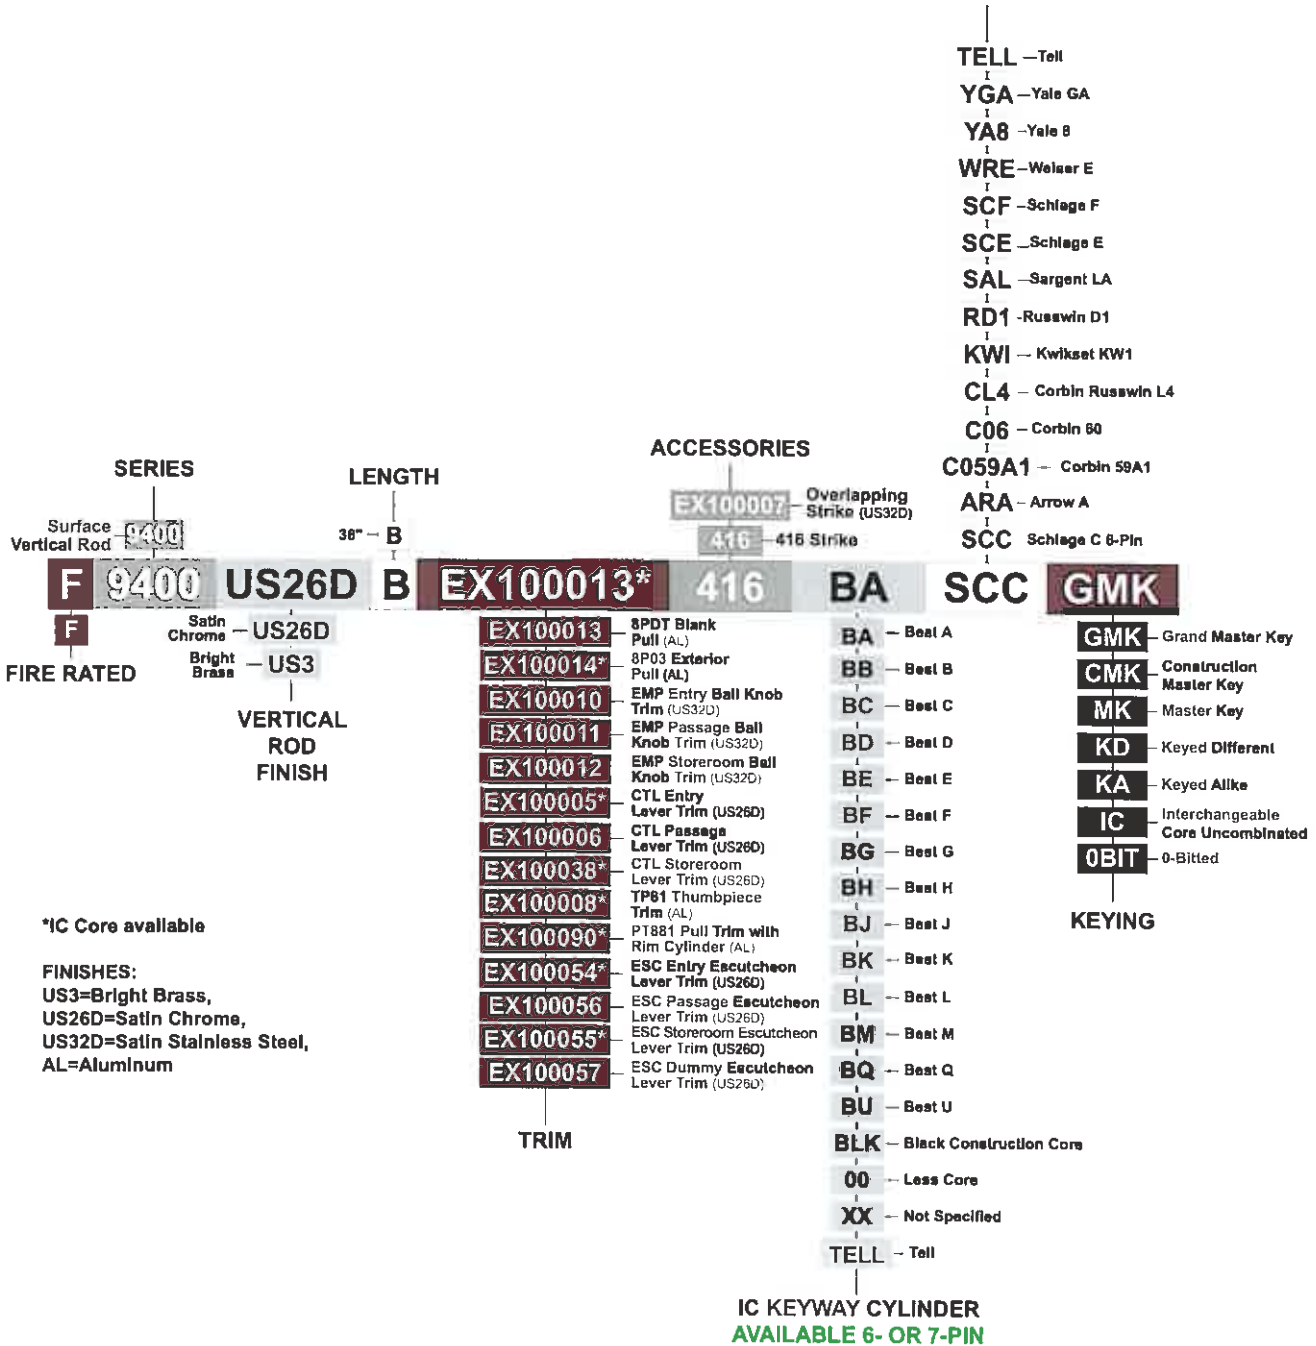 TELL – Tell
YGA – Yale GA
YA8 – Yale 8
WRE – Weiser E
SCF – Schlage F
SCE – Schlage E
SAL – Sargent LA
RD1 - Russwin D1
KWI – Kwikset KW1
CL4 – Corbin Russwin L4
C06 – Corbin 60
C059A1 – Corbin 59A1
ARA – Arrow A
SCC Schlage C 6-Pin
SERIES
Surface
Vertical Rod
9400
LENGTH
36" – B
ACCESSORIES
EX100007 – Overlapping
Strike (US32D)
416 – 416 Strike
F 9400 US26D B EX100013* 416 BA SCC GMK
F
FIRE RATED
Satin
Chrome – US26D
Bright
Brass – US3
VERTICAL
ROD
FINISH
EX100013 8PDT Blank
Pull (AL)
EX100014* 8P03 Exterior
Pull (AL)
EX100010 EMP Entry Ball Knob
Trim (US32D)
EX100011 EMP Passage Ball
Knob Trim (US32D)
EX100012 EMP Storeroom Ball
Knob Trim (US32D)
EX100005* CTL Entry
Lever Trim (US26D)
EX100006 CTL Passage
Lever Trim (US26D)
EX100038* CTL Storeroom
Lever Trim (US26D)
EX100008* TP81 Thumbpiece
Trim (AL)
EX100090* PT881 Pull Trim with
Rim Cylinder (AL)
EX100054* ESC Entry Escutcheon
Lever Trim (US26D)
EX100056 ESC Passage Escutcheon
Lever Trim (US26D)
EX100055* ESC Storeroom Escutcheon
Lever Trim (US26D)
EX100057 ESC Dummy Escutcheon
Lever Trim (US26D)
TRIM
BA – Best A
BB – Best B
BC – Best C
BD – Best D
BE – Best E
BF – Best F
BG – Best G
BH – Best H
BJ – Best J
BK – Best K
BL – Best L
BM – Best M
BQ – Best Q
BU – Best U
BLK – Black Construction Core
00 – Less Core
XX – Not Specified
TELL – Tell
IC KEYWAY CYLINDER
AVAILABLE 6- OR 7-PIN
GMK – Grand Master Key
CMK – Construction
Master Key
MK – Master Key
KD – Keyed Different
KA – Keyed Alike
IC – Interchangeable
Core Uncombinated
0BIT – 0-Bitted
KEYING
*IC Core available
FINISHES:
US3=Bright Brass,
US26D=Satin Chrome,
US32D=Satin Stainless Steel,
AL=Aluminum